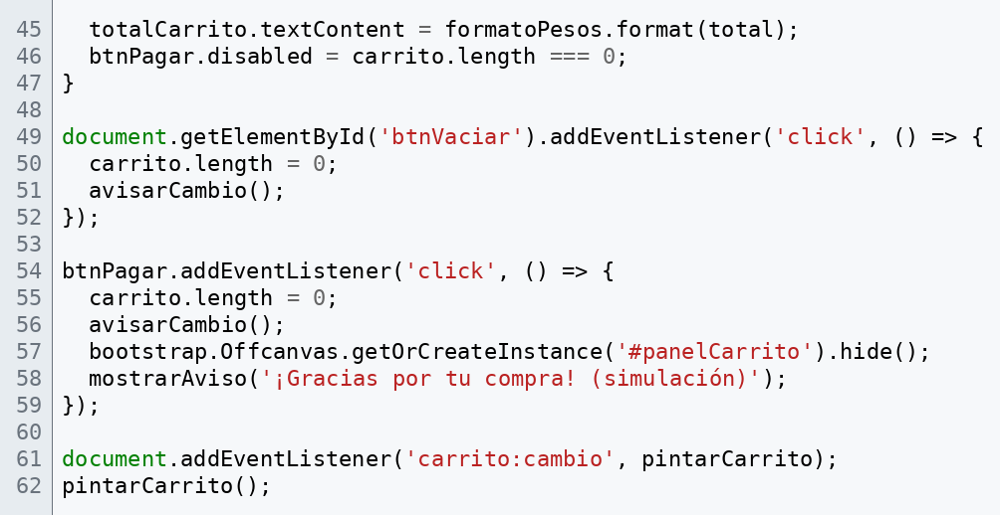 45   totalCarrito.textContent = formatoPesos.format(total);
46   btnPagar.disabled = carrito.length === 0;
47 }
48
49 document.getElementById('btnVaciar').addEventListener('click', () => {
50   carrito.length = 0;
51   avisarCambio();
52 });
53
54 btnPagar.addEventListener('click', () => {
55   carrito.length = 0;
56   avisarCambio();
57   bootstrap.Offcanvas.getOrCreateInstance('#panelCarrito').hide();
58   mostrarAviso('¡Gracias por tu compra! (simulación)');
59 });
60
61 document.addEventListener('carrito:cambio', pintarCarrito);
62 pintarCarrito();